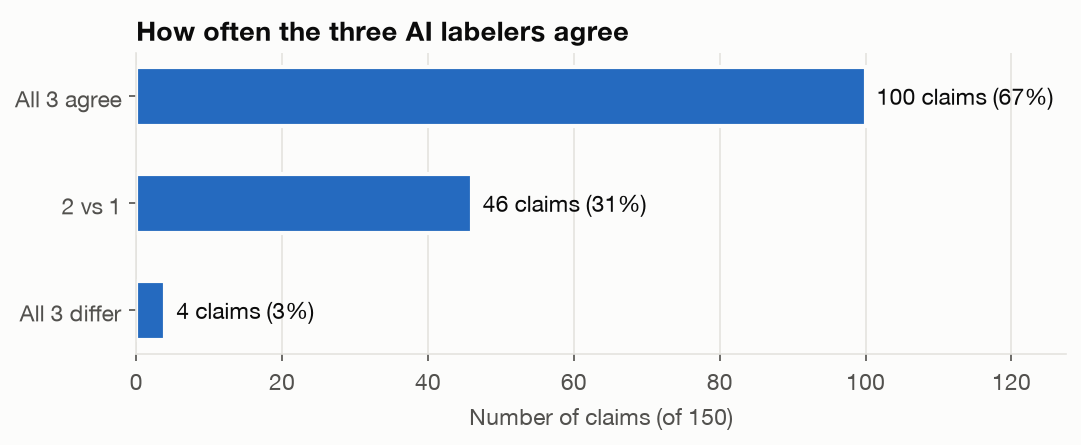 How often the three AI labelers agree
All 3 agree
100 claims (67%)
2 vs 1
46 claims (31%)
All 3 differ
4 claims (3%)
0 20 40 60 80 100 120
Number of claims (of 150)